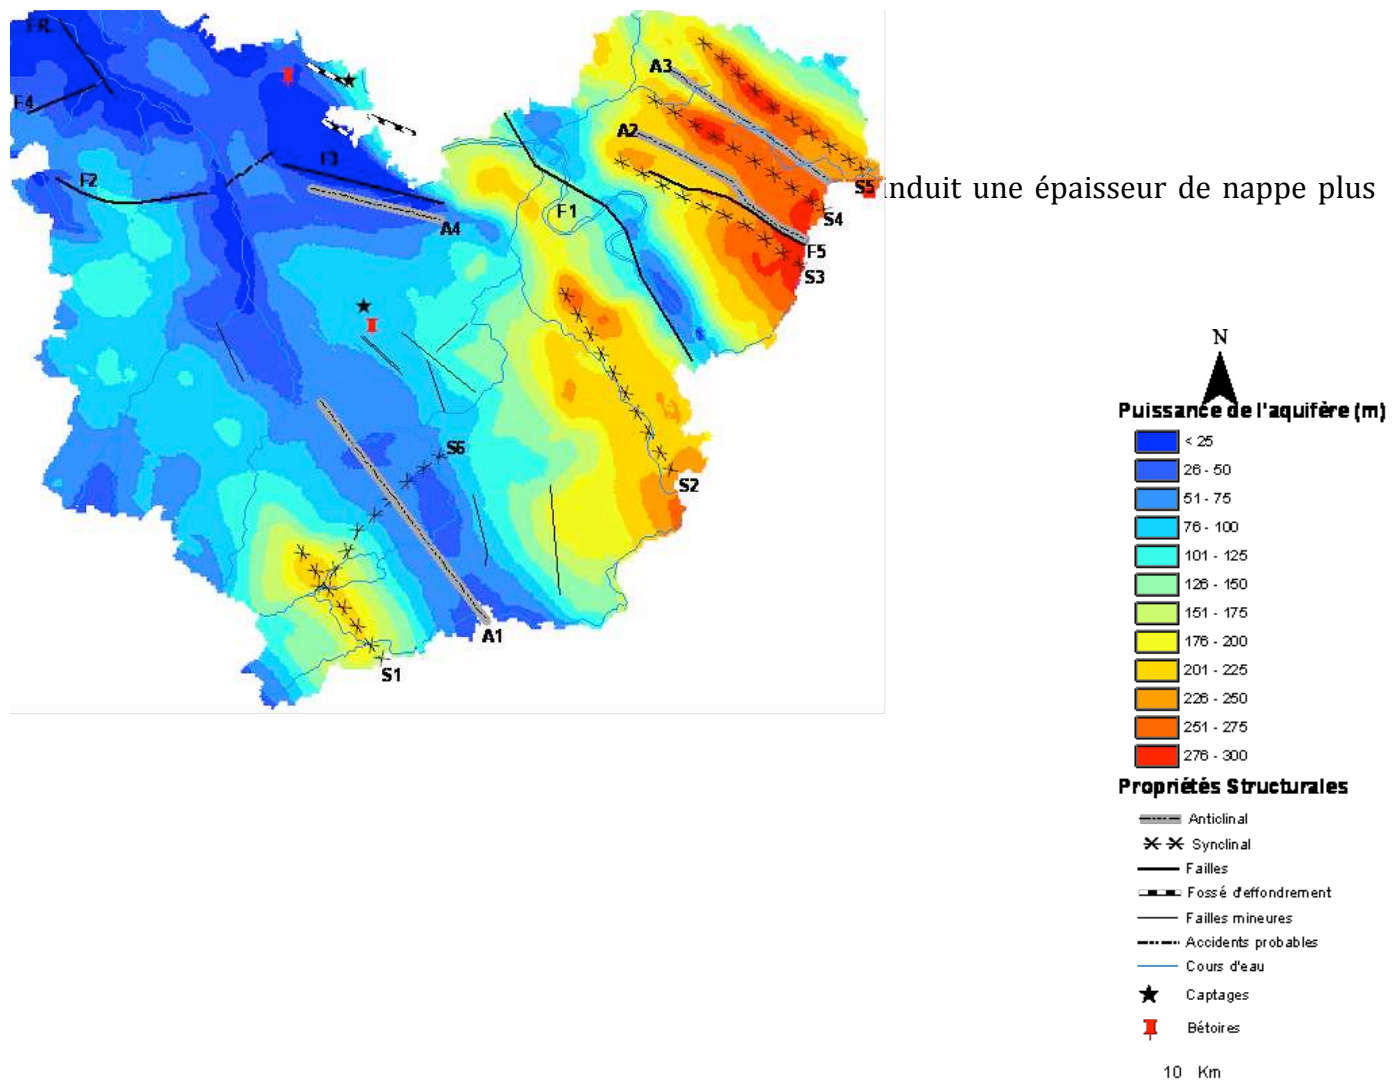 FR
F4
A3
A2
F2
F3
S5
nduit une épaisseur de nappe plus
F1
S4
A4
F5
S3
N
Puissance de l'aquifère (m)
< 25
26 - 50
S6
51 - 75
S2
76 - 100
101 - 125
126 - 150
151 - 175
A1
176 - 200
S1
201 - 225
226 - 250
251 - 275
276 - 300
Propriétés Structurales
Anticlinal
Synclinal
Failles
Fossé d'effondrement
Failles mineures
Accidents probables
Cours d'eau
Captages
Bétoires
10 Km